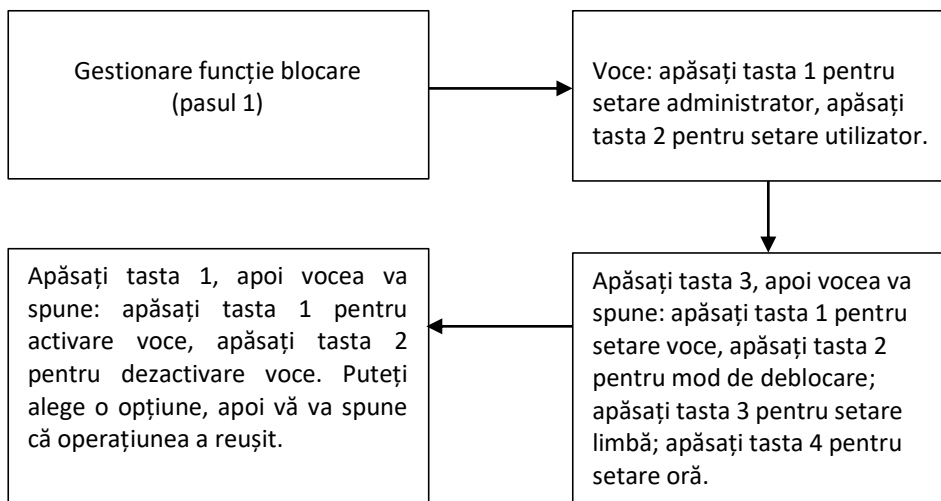 Gestionare funcție blocare
(pasul 1)
Voce: apăsați tasta 1 pentru
setare administrator, apăsați
tasta 2 pentru setare utilizator.
Apăsați tasta 3, apoi vocea va
spune: apăsați tasta 1 pentru
setare voce, apăsați tasta 2
pentru mod de deblocare;
apăsați tasta 3 pentru setare
limbă; apăsați tasta 4 pentru
setare oră.
Apăsați tasta 1, apoi vocea va
spune: apăsați tasta 1 pentru
activare voce, apăsați tasta 2
pentru dezactivare voce. Puteți
alege o opțiune, apoi vă va spune
că operațiunea a reușit.